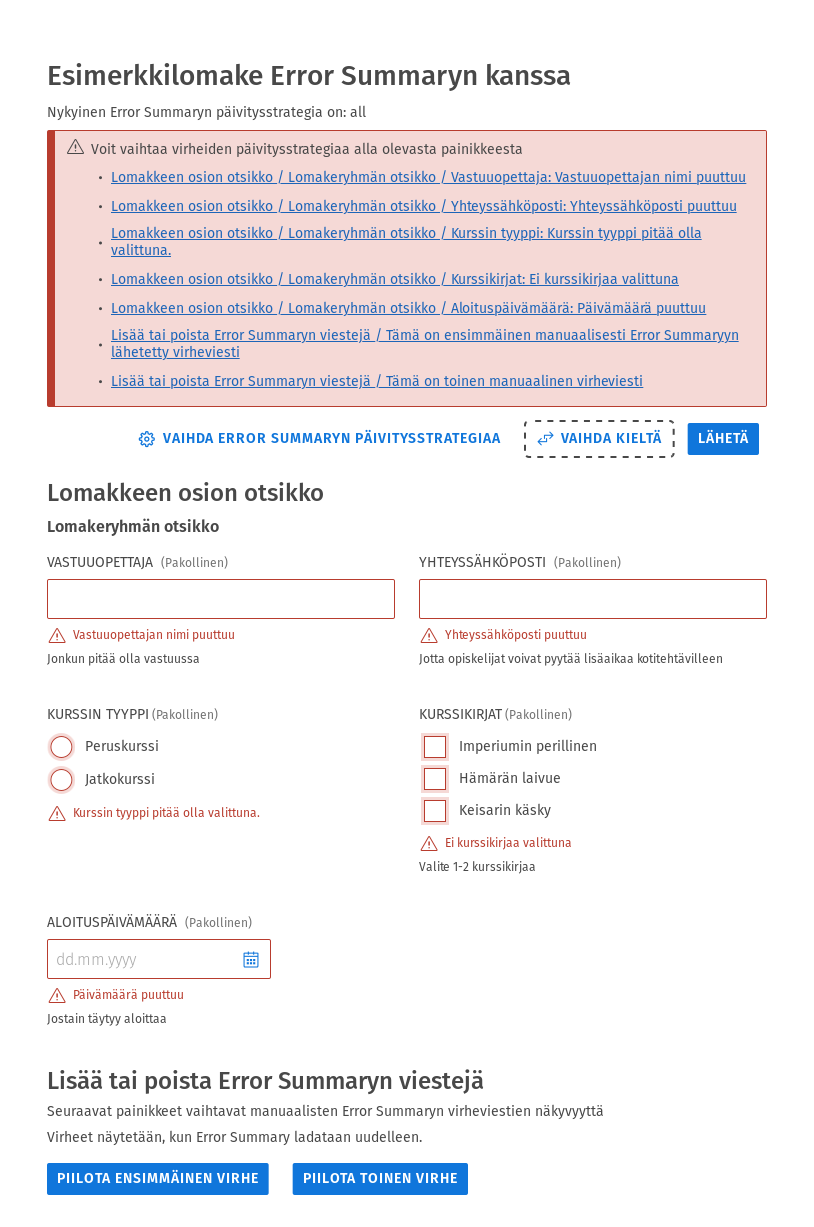 Esimerkkilomake Error Summaryn kanssa
Nykyinen Error Summaryn päivitysstrategia on: all
Voit vaihtaa virheiden päivitysstrategiaa alla olevasta painikkeesta
• Lomakkeen osion otsikko / Lomakeryhmän otsikko / Vastuuopettaja: Vastuuopettajan nimi puuttuu
• Lomakkeen osion otsikko / Lomakeryhmän otsikko / Yhteyssähköposti: Yhteyssähköposti puuttuu
• Lomakkeen osion otsikko / Lomakeryhmän otsikko / Kurssin tyyppi: Kurssin tyyppi pitää olla
valittuna.
• Lomakkeen osion otsikko / Lomakeryhmän otsikko / Kurssikirjat: Ei kurssikirjaa valittuna
• Lomakkeen osion otsikko / Lomakeryhmän otsikko / Aloituspäivämäärä: Päivämäärä puuttuu
• Lisää tai poista Error Summaryn viestejä / Tämä on ensimmäinen manuaalisesti Error Summaryyn
lähetetty virheviesti
• Lisää tai poista Error Summaryn viestejä / Tämä on toinen manuaalinen virheviesti
VAIHDA ERROR SUMMARYN PÄIVITYSSTRATEGIAA VAIHDA KIELTÄ LÄHETÄ
Lomakkeen osion otsikko
Lomakeryhmän otsikko
VASTUUOPETTAJA (Pakollinen)
Vastuuopettajan nimi puuttuu
Jonkun pitää olla vastuussa
YHTEYSSÄHKÖPOSTI (Pakollinen)
Yhteyssähköposti puuttuu
Jotta opiskelijat voivat pyytää lisäaikaa kotitehtävilleen
KURSSIN TYYPPI (Pakollinen)
Peruskurssi
Jatkokurssi
Kurssin tyyppi pitää olla valittuna.
KURSSIKIRJAT (Pakollinen)
Imperiumin perillinen
Hämärän laivue
Keisarin käsky
Ei kurssikirjaa valittuna
Valite 1-2 kurssikirjaa
ALOITUSPÄIVÄMÄÄRÄ (Pakollinen)
dd.mm.yyyy
Päivämäärä puuttuu
Jostain täytyy aloittaa
Lisää tai poista Error Summaryn viestejä
Seuraavat painikkeet vaihtavat manuaalisten Error Summaryn virheviestien näkyvyyttä
Virheet näytetään, kun Error Summary ladataan uudelleen.
PIILOTA ENSIMMÄINEN VIRHE PIILOTA TOINEN VIRHE